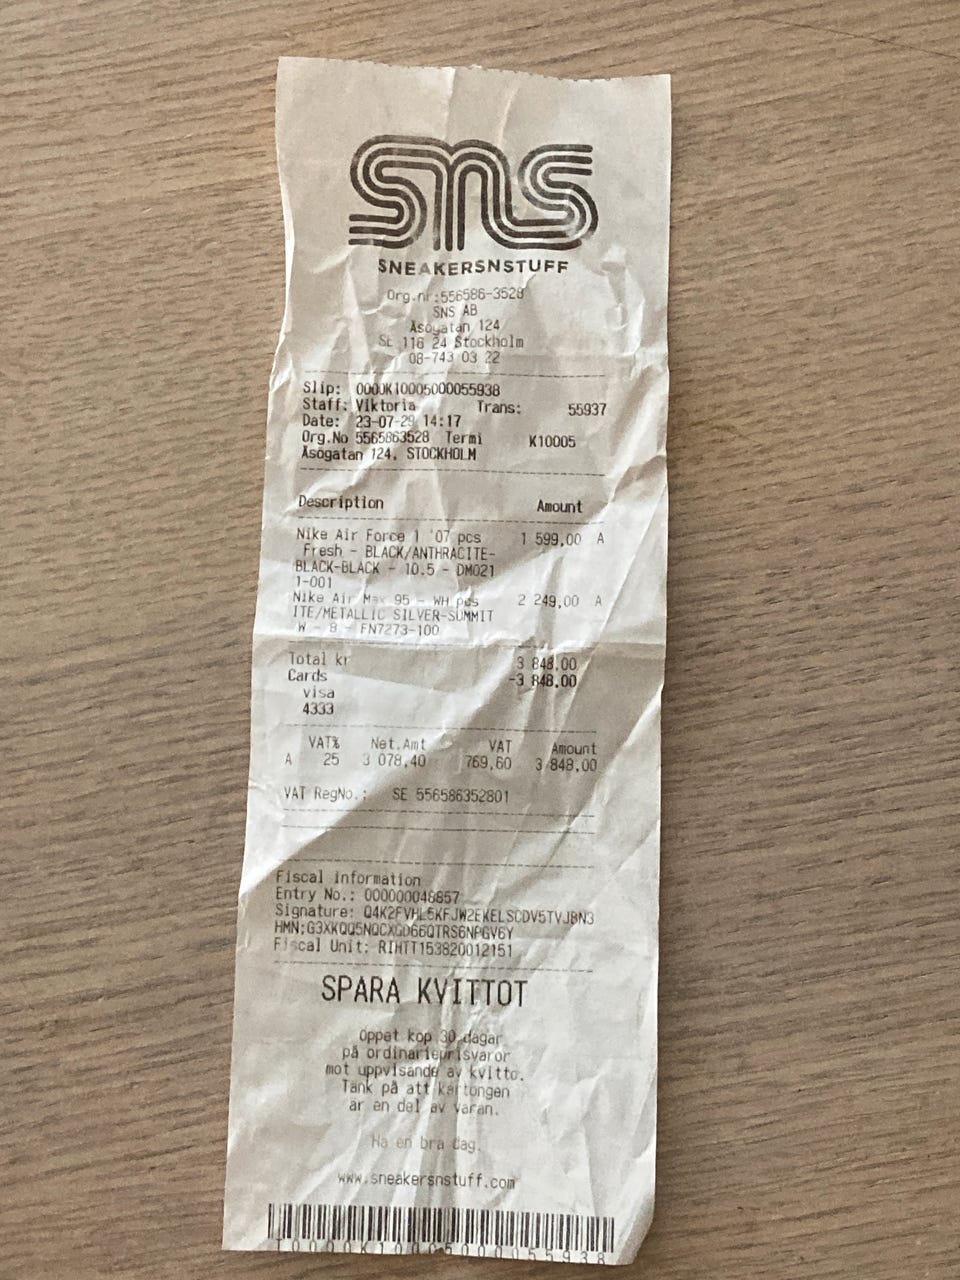 sns
SNEAKERSNSTUFF
Org.nr:556586-3528
SNS AB
Åsögatan 124
SE 116 24 Stockholm
08-743 03 22
Slip: 0000K10005000055938
Staff: Viktoria Trans: 55937
Date: 23-07-29 14:17
Org.No 5565863528 Termi K10005
Åsögatan 124, STOCKHOLM
Description Amount
Nike Air Force 1 '07 pcs 1 599,00 A
Fresh - BLACK/ANTHRACITE-
BLACK-BLACK - 10.5 - DM021
1-001
Nike Air Max 95 - WH pcs 2 249,00 A
ITE/METALLIC SILVER-SUMMIT
W - 8 - FN7273-100
Total kr 3 848,00
Cards -3 848,00
visa
4333
VAT% Net.Amt VAT Amount
A 25 3 078,40 769,60 3 848,00
VAT RegNo.: SE 556586352801
Fiscal information
Entry No.: 000000048857
Signature:
Fiscal Unit: RIHTT153820012151
SPARA KVITTOT
Öppet köp 30 dagar
på ordinarieprisvaror
mot uppvisande av kvitto.
Tänk på att kartongen
är en del av varan.
Ha en bra dag.
www.sneakersnstuff.com